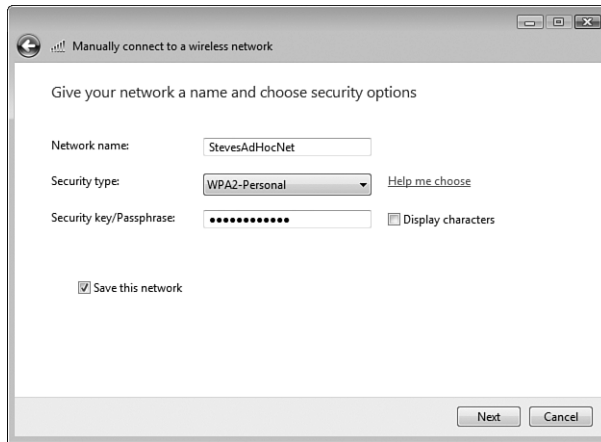 Manually connect to a wireless network
Give your network a name and choose security options
Network name: StevesAdHocNet
Security type: WPA2-Personal Help me choose
Security key/Passphrase: ●●●●●●●●●●●● Display characters
Save this network
Next Cancel